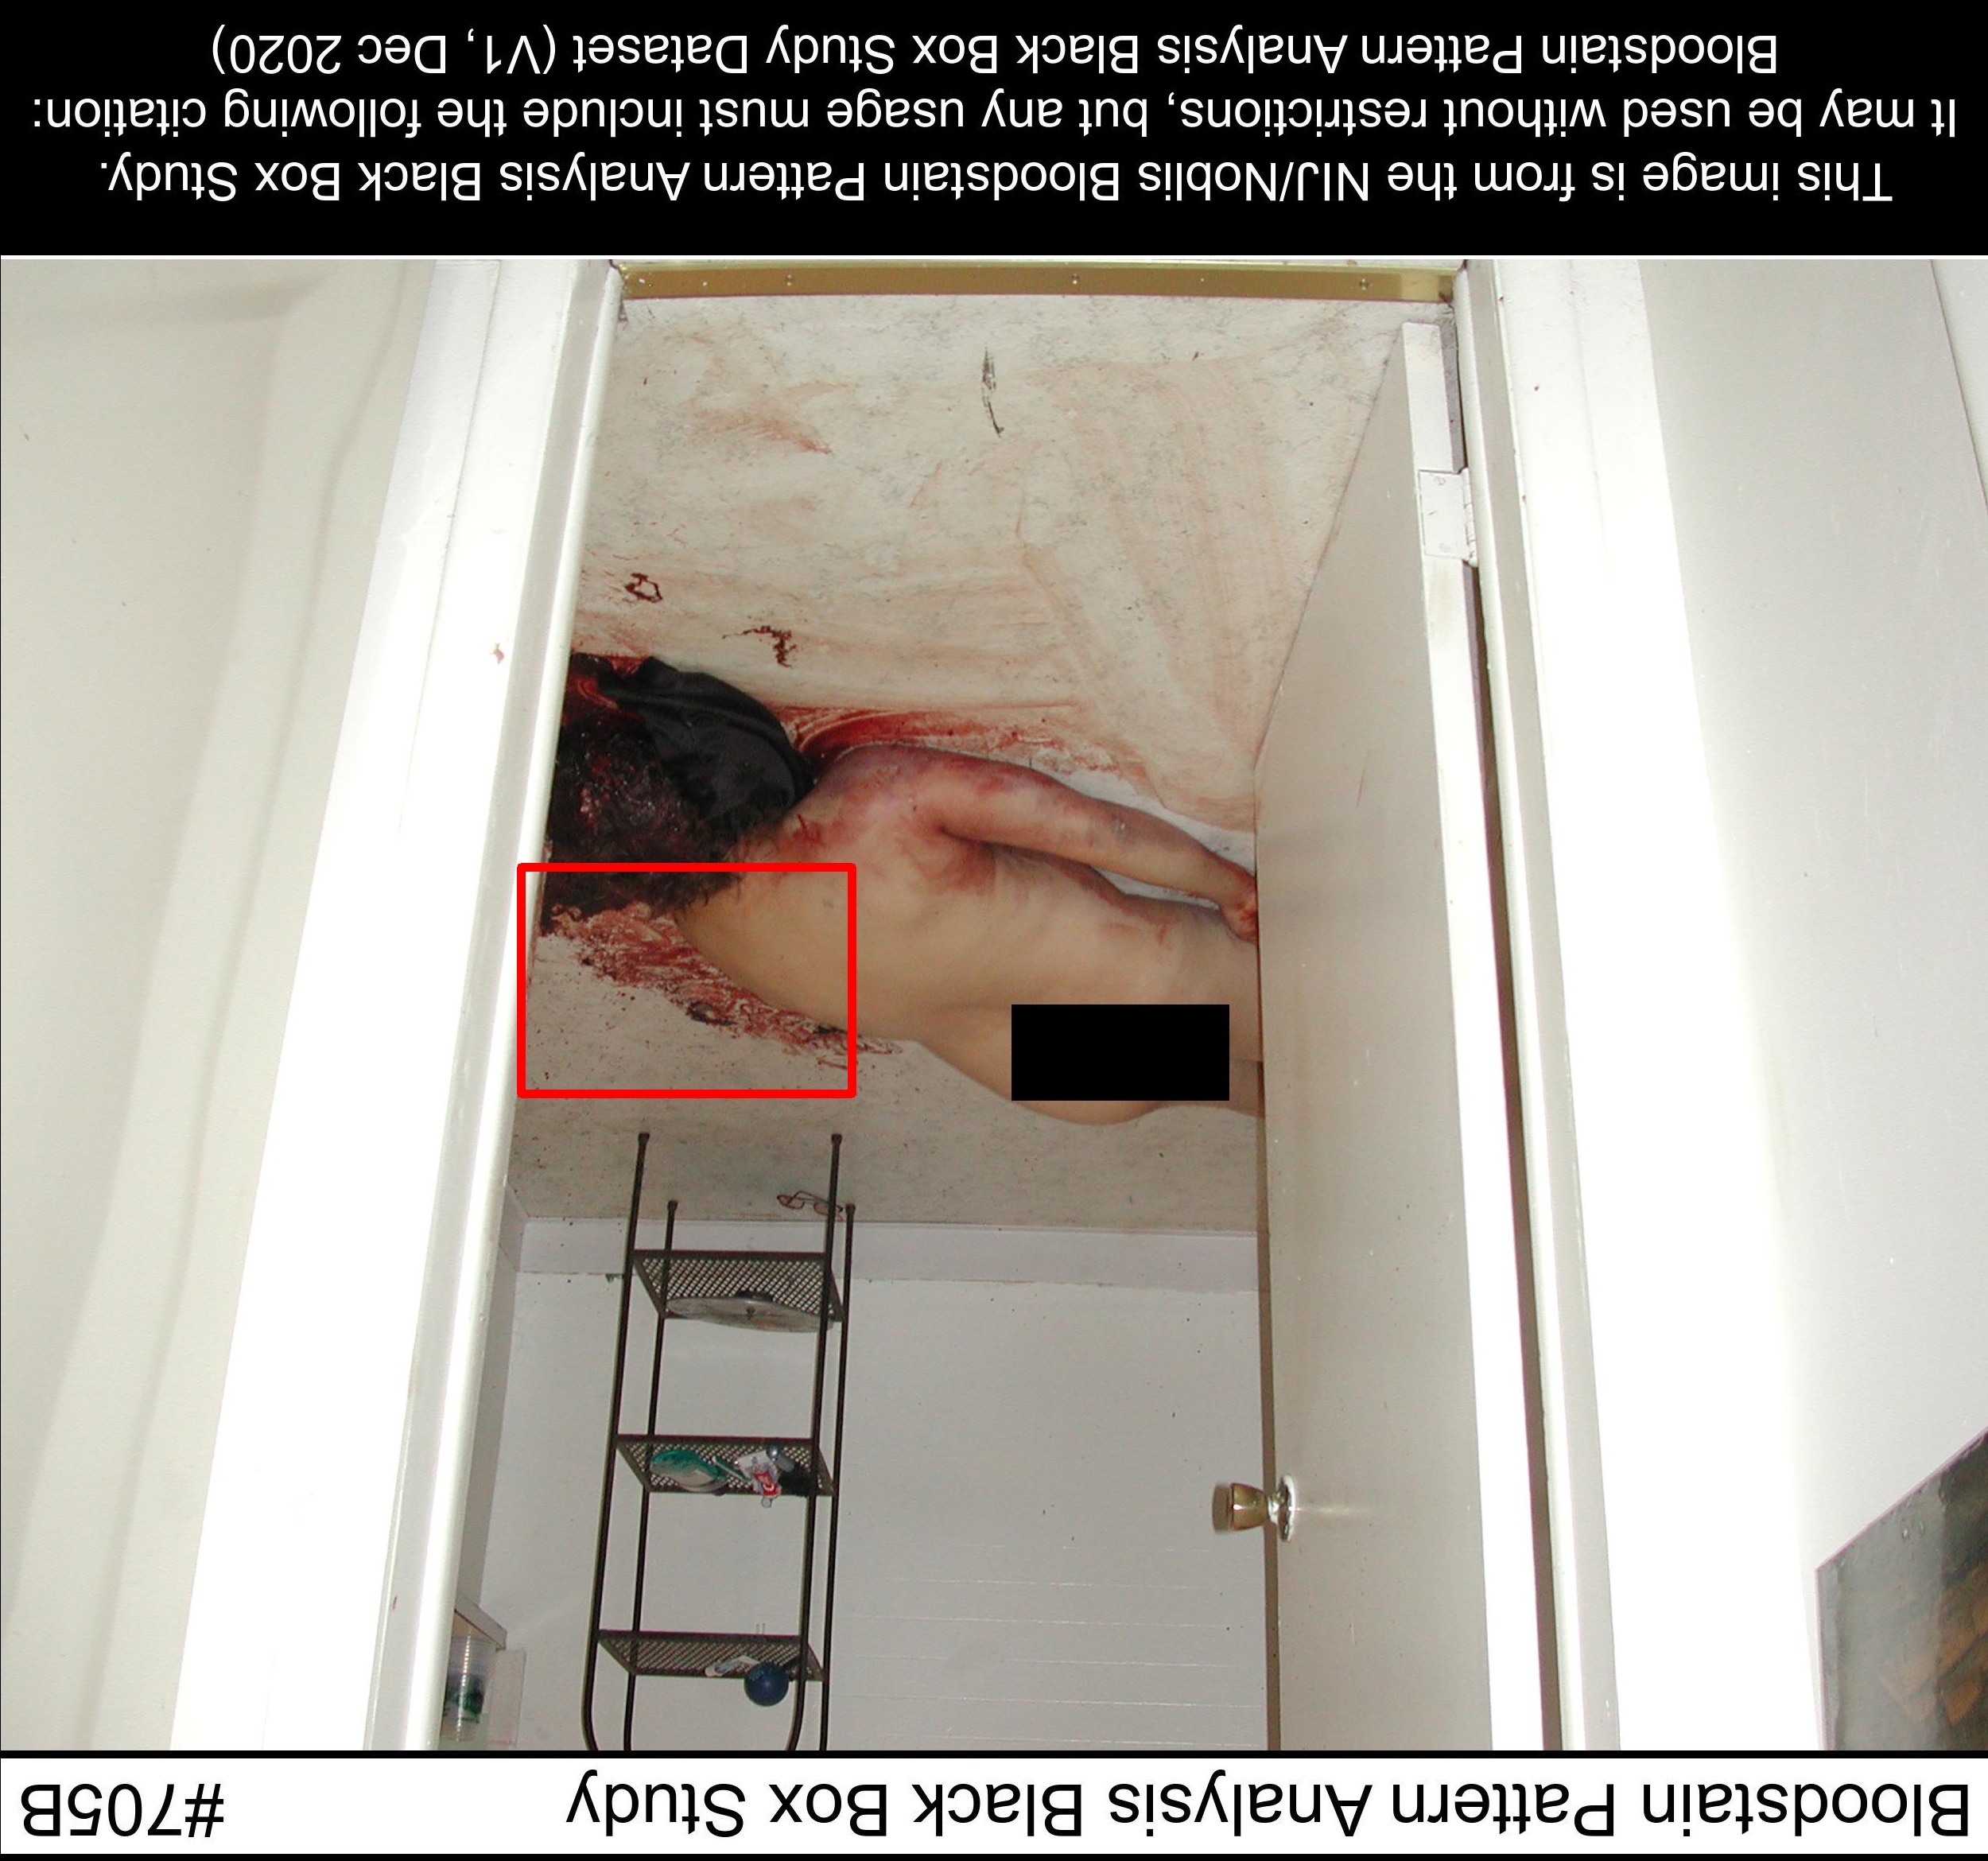 Bloodstain Pattern Analysis Black Box Study #705B
This image is from the NIJ/Noblis Bloodstain Pattern Analysis Black Box Study.
It may be used without restrictions, but any usage must include the following citation:
Bloodstain Pattern Analysis Black Box Study Dataset (V1, Dec 2020)